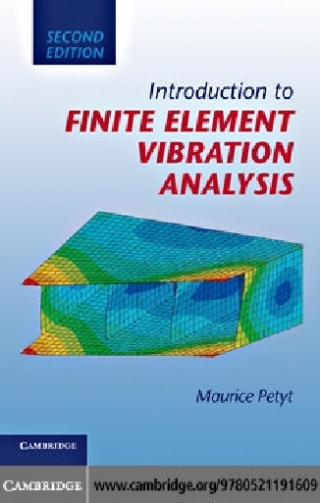 SECOND
EDITION
Introduction to
FINITE ELEMENT
VIBRATION
ANALYSIS
Maurice Petyt
CAMBRIDGE
CAMBRIDGE
www.cambridge.org/9780521191609